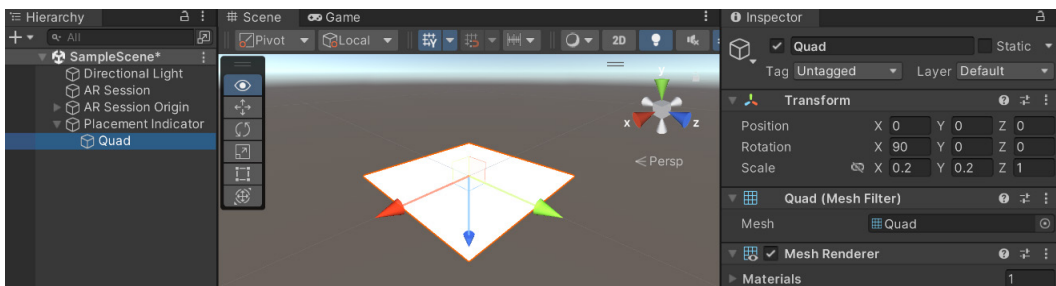 Hierarchy
All
SampleScene*
Directional Light
AR Session
AR Session Origin
Placement Indicator
Quad
Scene
Game
Pivot
Local
2D
y
x
z
Persp
Inspector
Quad
Static
Tag Untagged
Layer Default
Transform
Position X 0 Y 0 Z 0
Rotation X 90 Y 0 Z 0
Scale X 0.2 Y 0.2 Z 1
Quad (Mesh Filter)
Mesh Quad
Mesh Renderer
Materials 1